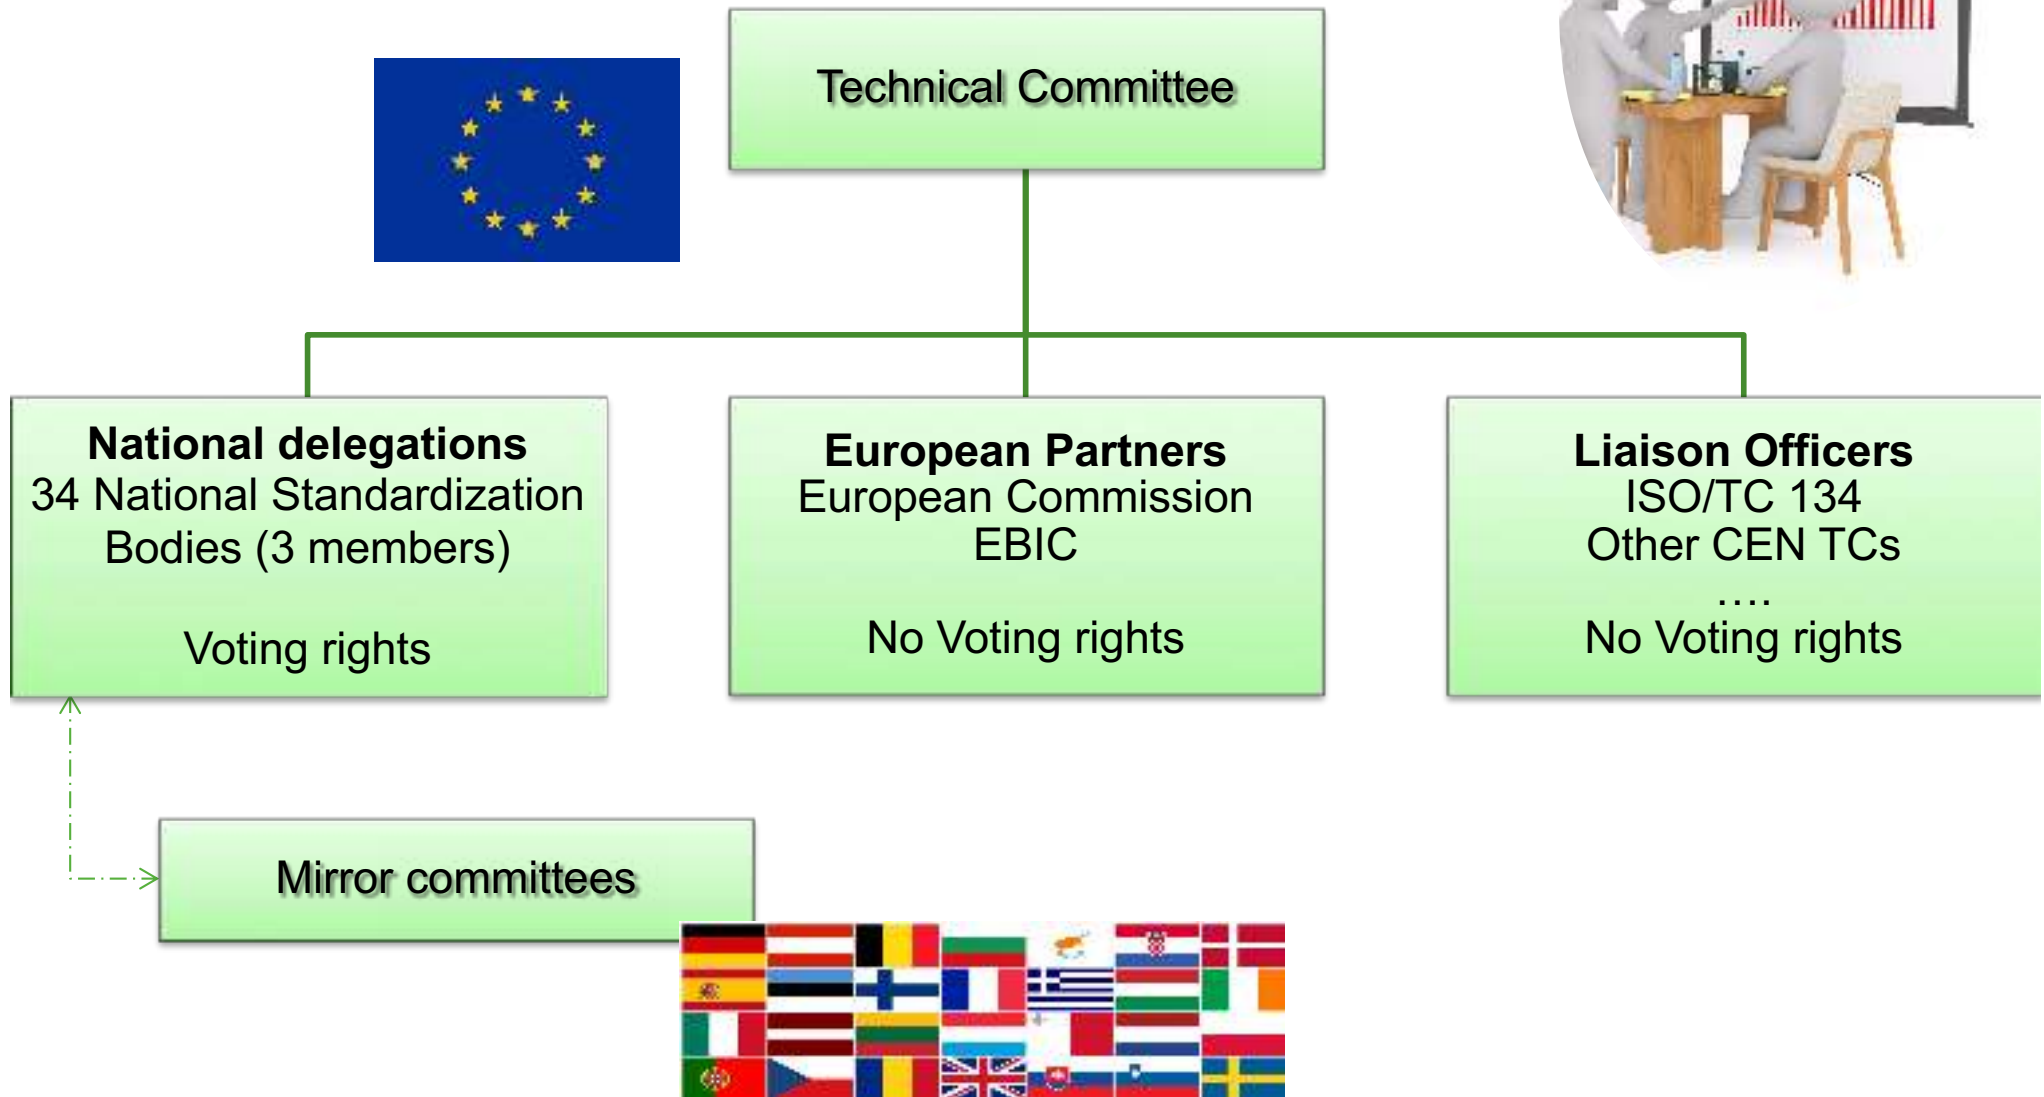 Technical Committee
National delegations
34 National Standardization
Bodies (3 members)
Voting rights
European Partners
European Commission
EBIC
No Voting rights
Liaison Officers
ISO/TC 134
Other CEN TCs
....
No Voting rights
Mirror committees